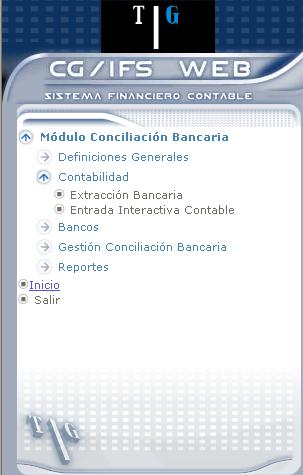 T G
CG/IFS WEB
SISTEMA FINANCIERO CONTABLE
Módulo Conciliación Bancaria
Definiciones Generales
Contabilidad
Extracción Bancaria
Entrada Interactiva Contable
Bancos
Gestión Conciliación Bancaria
Reportes
Inicio
Salir
T G